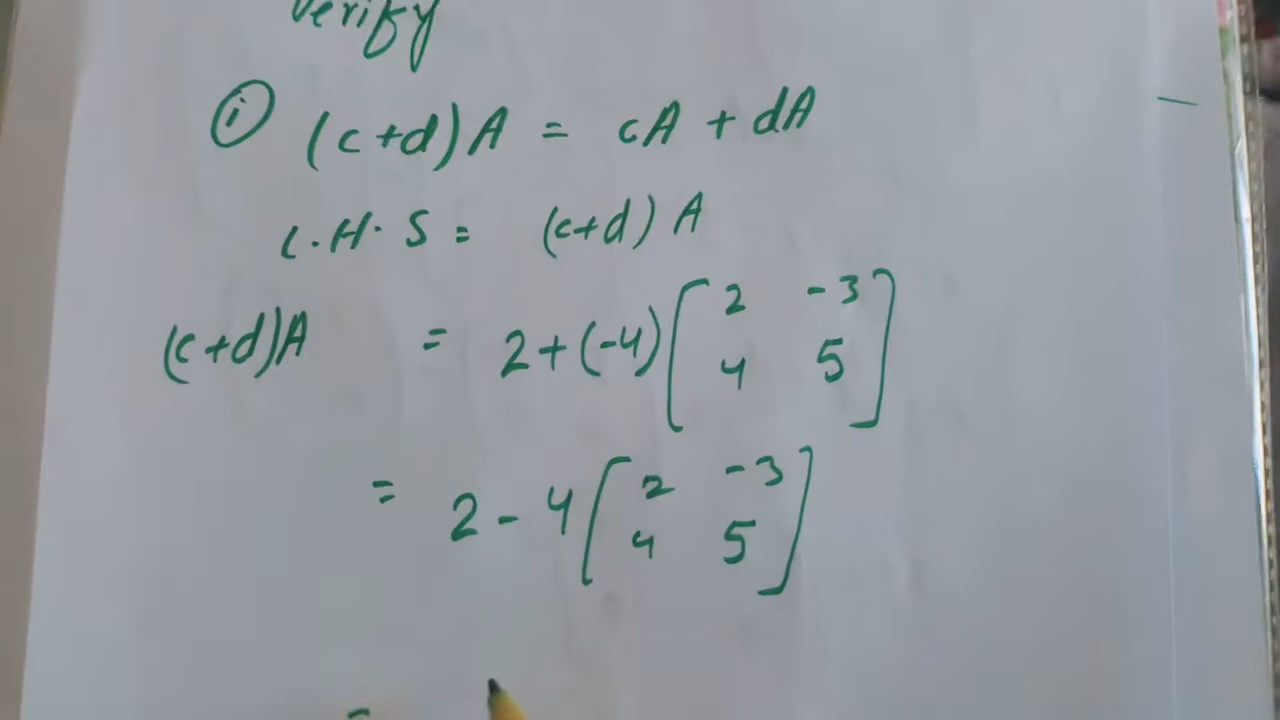 Verify
i (c+d)A = cA + dA
L.H.S = (c+d) A
(c+d)A = 2+(-4) [ 2 -3
4 5 ]
= 2 - 4 [ 2 -3
4 5 ]
=